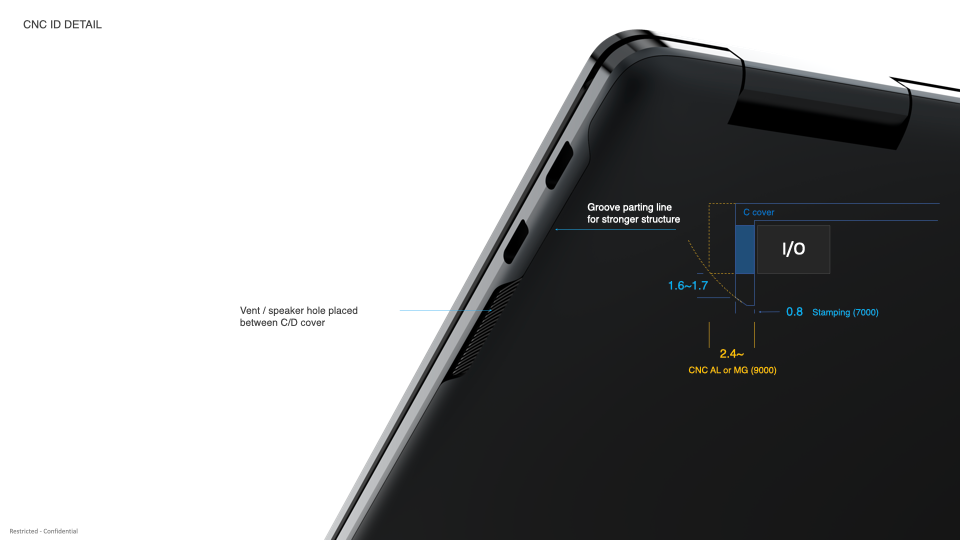 CNC ID DETAIL
Groove parting line
for stronger structure
C cover
I/O
1.6~1.7
0.8 Stamping (7000)
Vent / speaker hole placed
between C/D cover
2.4~
CNC AL or MG (9000)
Restricted - Confidential